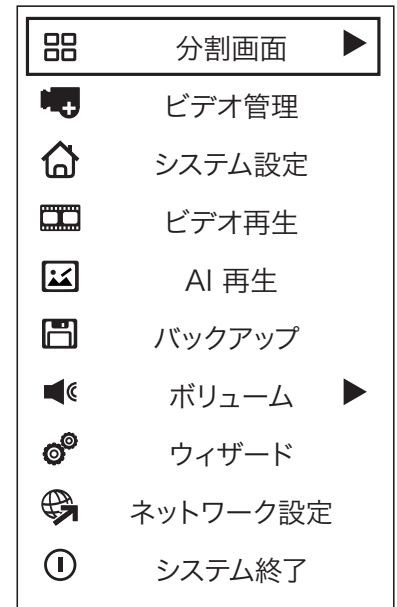 分割画面
ビデオ管理
システム設定
ビデオ再生
AI 再生
バックアップ
ボリューム
ウィザード
ネットワーク設定
システム終了